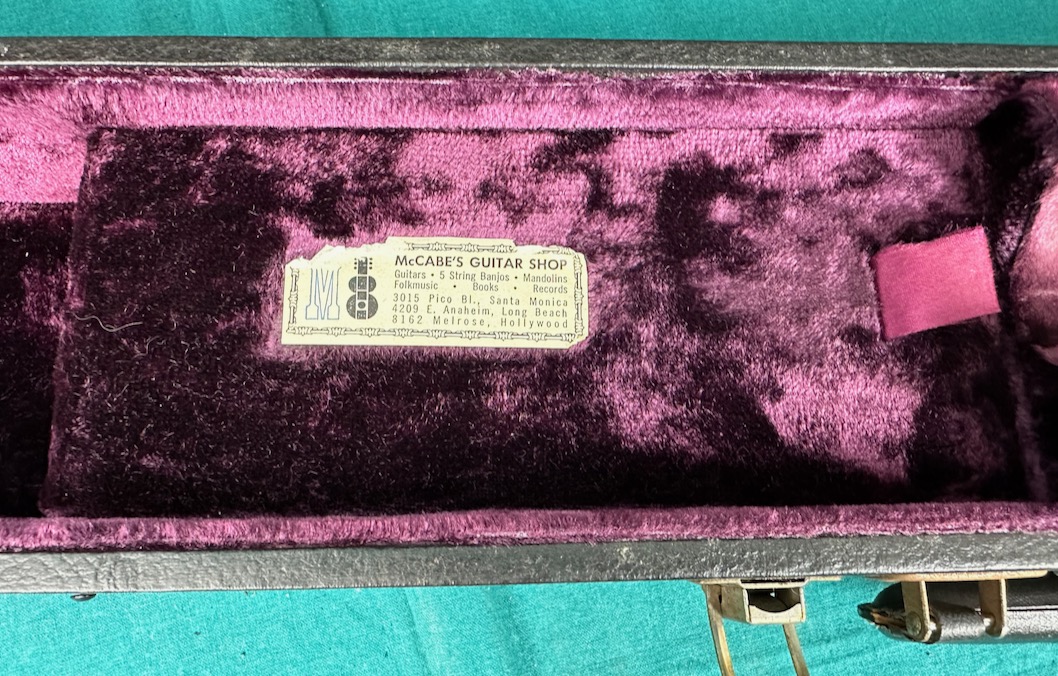 McCABE'S GUITAR SHOP
Guitars • 5 String Banjos • Mandolins
Folkmusic • Books • Records
3015 Pico Bl., Santa Monica
4209 E. Anaheim, Long Beach
8162 Melrose, Hollywood
M